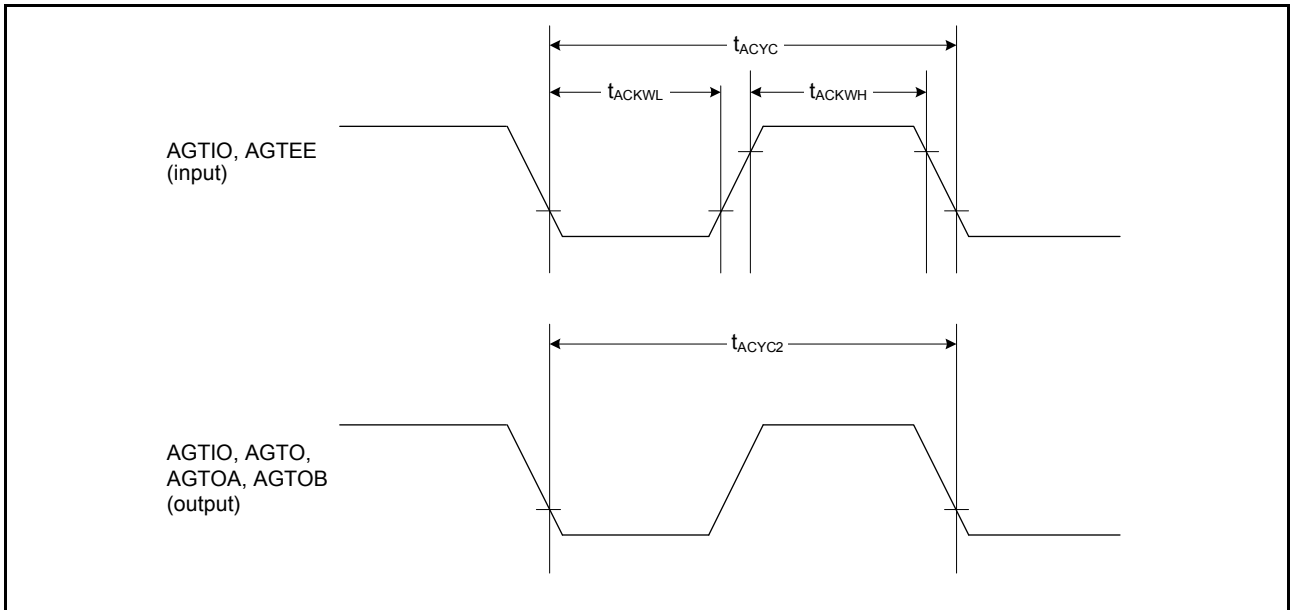 tACYC
tACKWL
tACKWH
AGTIO, AGTEE
(input)
tACYC2
AGTIO, AGTO,
AGTOA, AGTOB
(output)